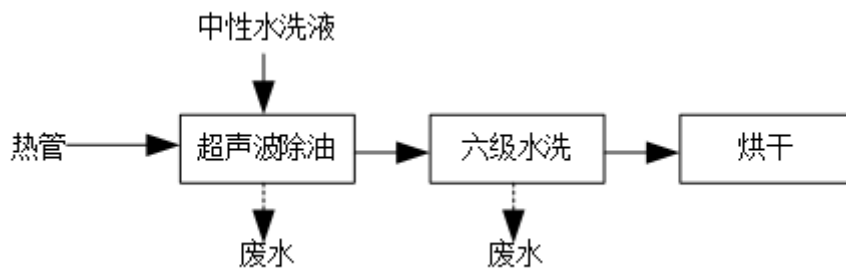 中性水洗液
热管
超声波除油
六级水洗
烘干
废水
废水